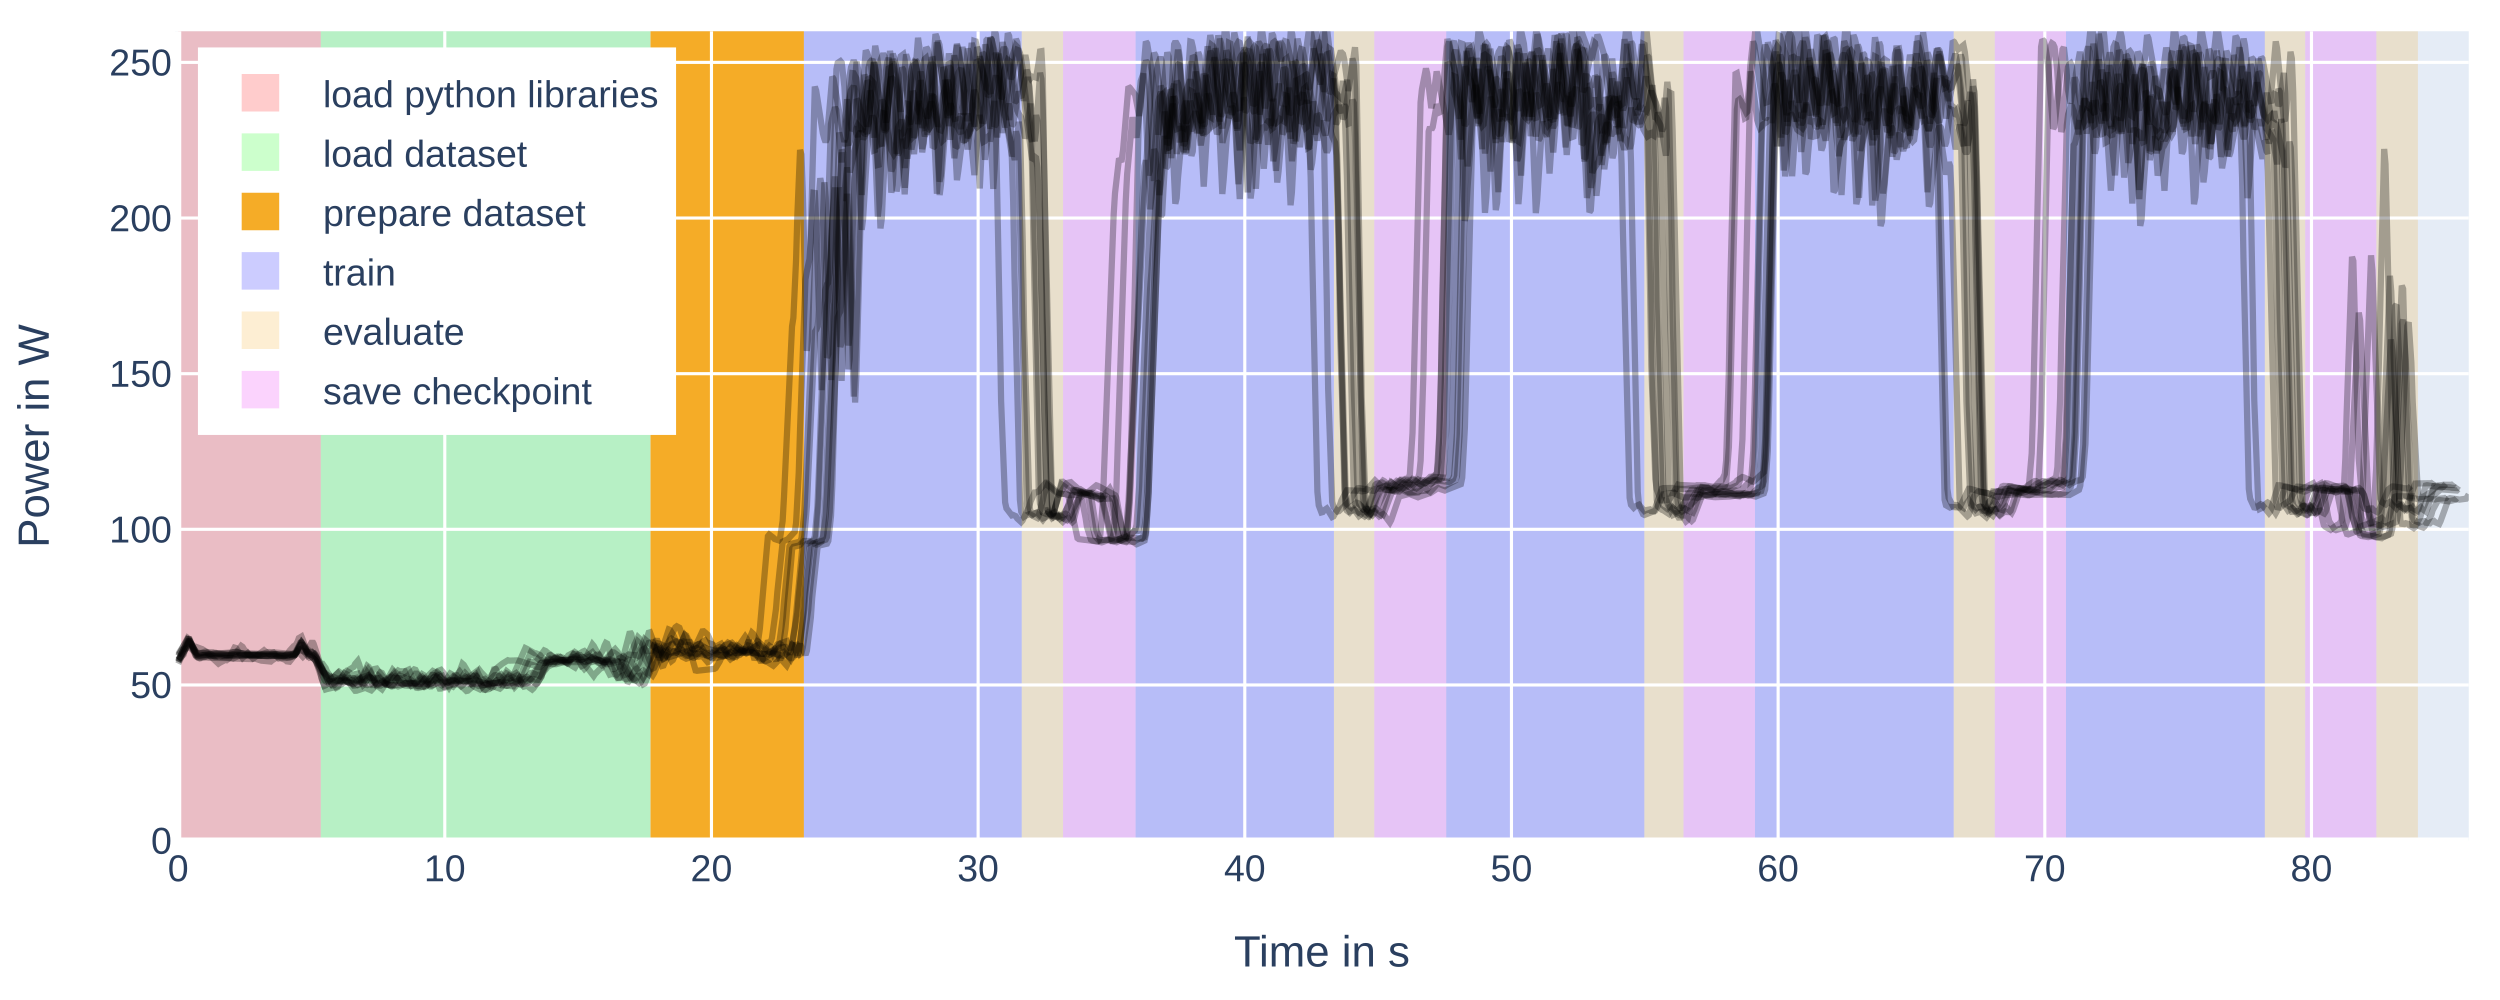 250
200
150
100
50
0
Power in W
load python libraries
load dataset
prepare dataset
train
evaluate
save checkpoint
0 10 20 30 40 50 60 70 80
Time in s